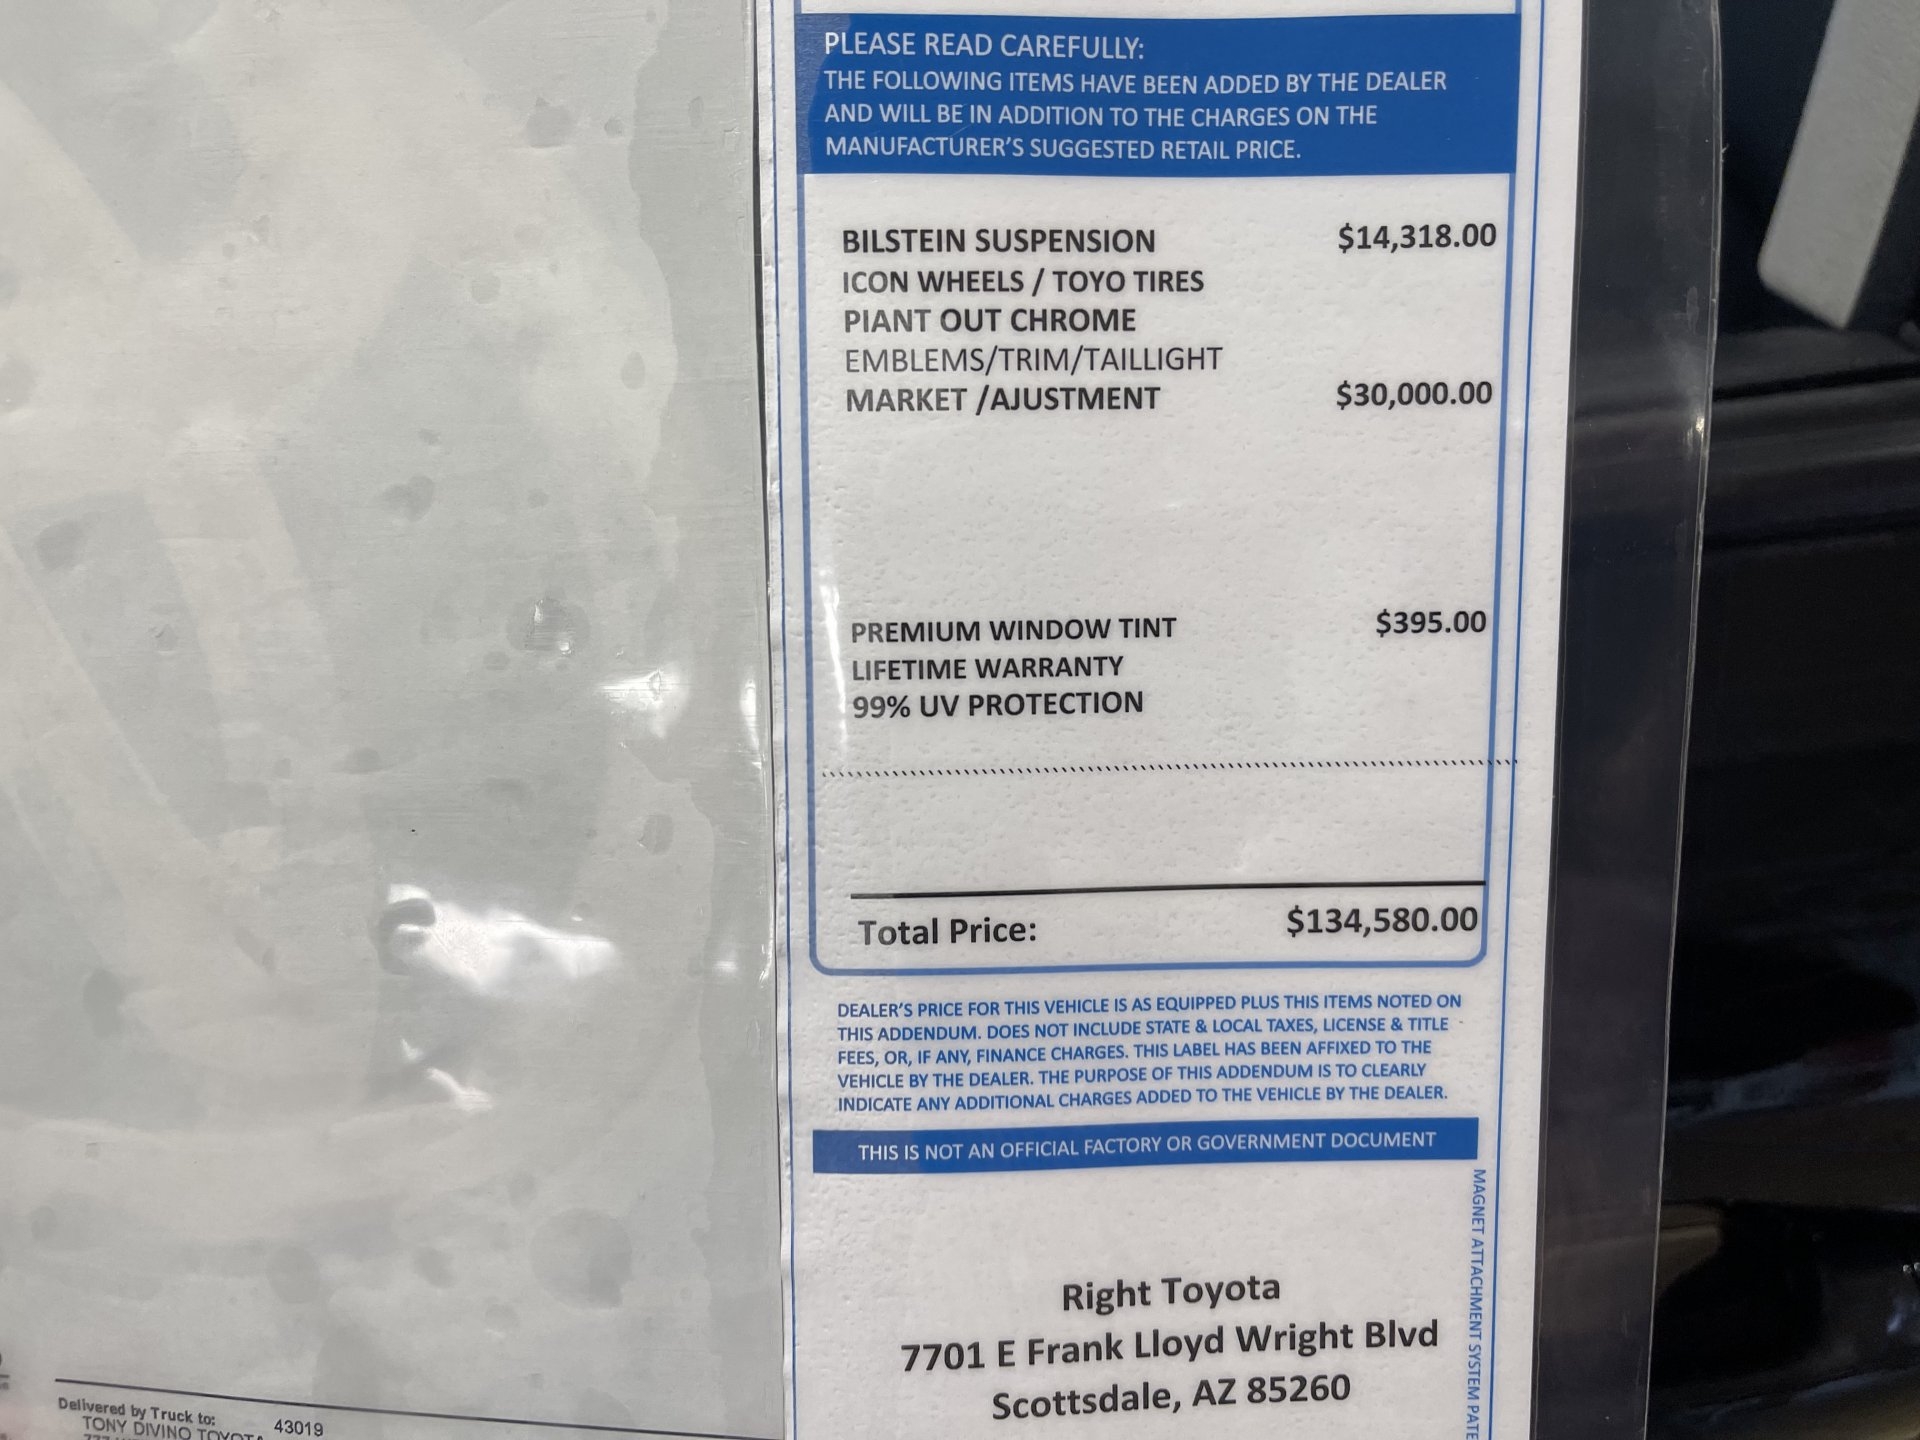 PLEASE READ CAREFULLY:
THE FOLLOWING ITEMS HAVE BEEN ADDED BY THE DEALER
AND WILL BE IN ADDITION TO THE CHARGES ON THE
MANUFACTURER'S SUGGESTED RETAIL PRICE.
BILSTEIN SUSPENSION $14,318.00
ICON WHEELS / TOYO TIRES
PIANT OUT CHROME
EMBLEMS/TRIM/TAILLIGHT
MARKET /AJUSTMENT $30,000.00
PREMIUM WINDOW TINT $395.00
LIFETIME WARRANTY
99% UV PROTECTION
Total Price: $134,580.00
DEALER'S PRICE FOR THIS VEHICLE IS AS EQUIPPED PLUS THIS ITEMS NOTED ON
THIS ADDENDUM. DOES NOT INCLUDE STATE & LOCAL TAXES, LICENSE & TITLE
FEES, OR, IF ANY, FINANCE CHARGES. THIS LABEL HAS BEEN AFFIXED TO THE
VEHICLE BY THE DEALER. THE PURPOSE OF THIS ADDENDUM IS TO CLEARLY
INDICATE ANY ADDITIONAL CHARGES ADDED TO THE VEHICLE BY THE DEALER.
THIS IS NOT AN OFFICIAL FACTORY OR GOVERNMENT DOCUMENT
MAGNET ATTACHMENT SYSTEM
Right Toyota
7701 E Frank Lloyd Wright Blvd
Scottsdale, AZ 85260
Delivered by Truck to: 43019
TONY DIVINO TOYOTA